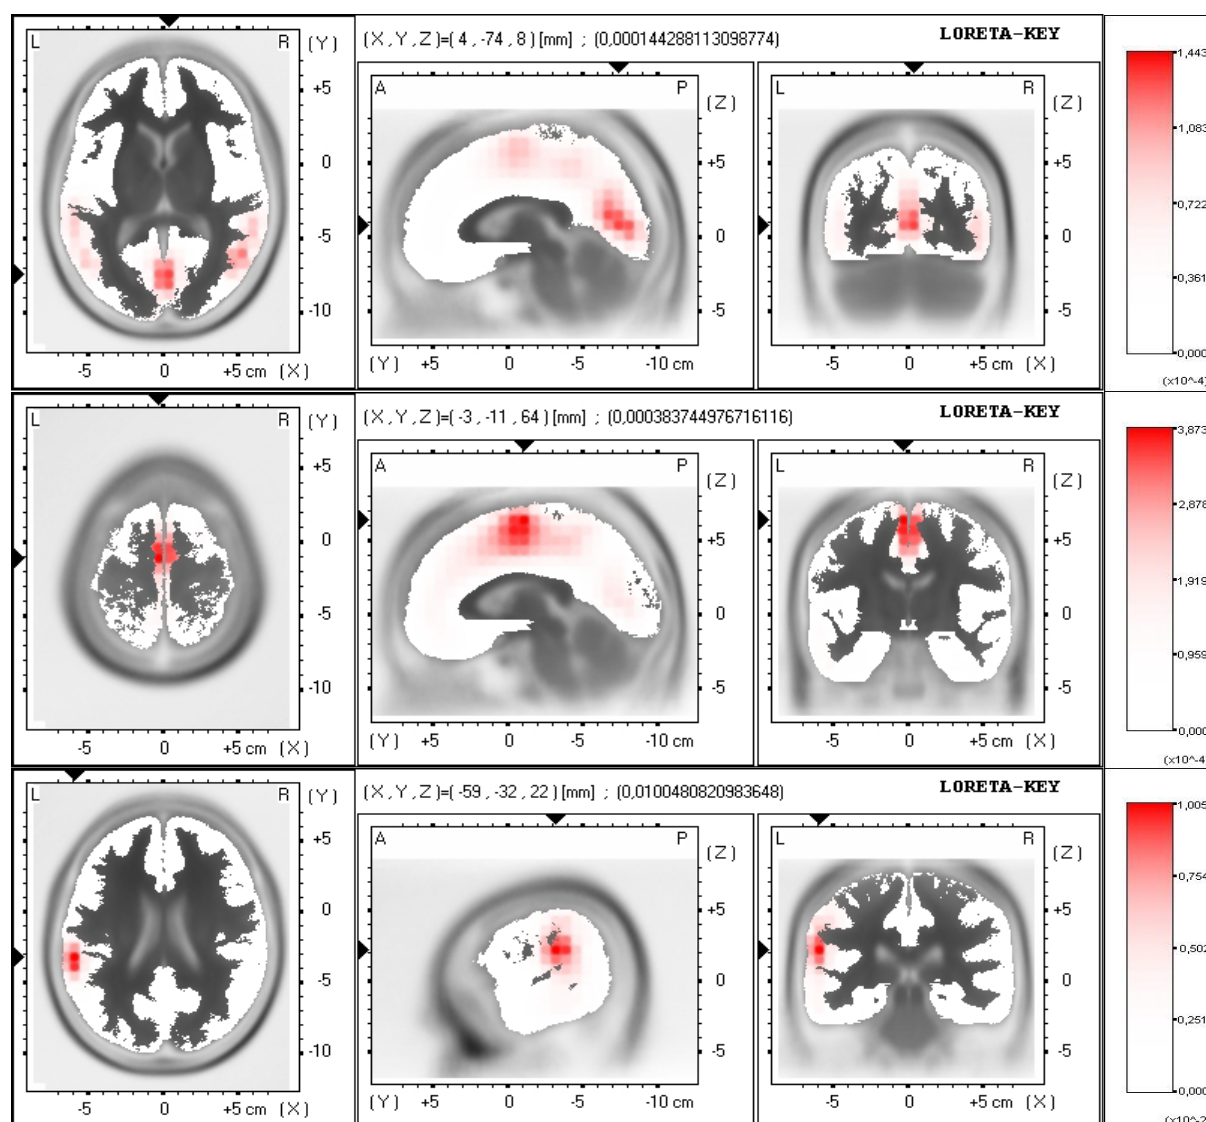 L R (Y) (X,Y,Z)=(4,-74,8)[mm] ; (0,000144288113098774) LORETA-KEY
+5
0
-5
-10
-5 0 +5 cm (X)
A P (Z)
+5
0
-5
(Y) +5 0 -5 -10 cm
L R (Z)
+5
0
-5
-5 0 +5 cm (X)
1,443
1,083
0,722
0,361
0,000
(x10^-4)
L R (Y) (X,Y,Z)=(-3,-11,64)[mm] ; (0,000383744976716116) LORETA-KEY
+5
0
-5
-10
-5 0 +5 cm (X)
A P (Z)
+5
0
-5
(Y) +5 0 -5 -10 cm
L R (Z)
+5
0
-5
-5 0 +5 cm (X)
3,873
2,878
1,919
0,959
0,000
(x10^-4)
L R (Y) (X,Y,Z)=(-59,-32,22)[mm] ; (0,0100480820983648) LORETA-KEY
+5
0
-5
-10
-5 0 +5 cm (X)
A P (Z)
+5
0
-5
(Y) +5 0 -5 -10 cm
L R (Z)
+5
0
-5
-5 0 +5 cm (X)
1,005
0,754
0,502
0,251
0,000
(x10^-2